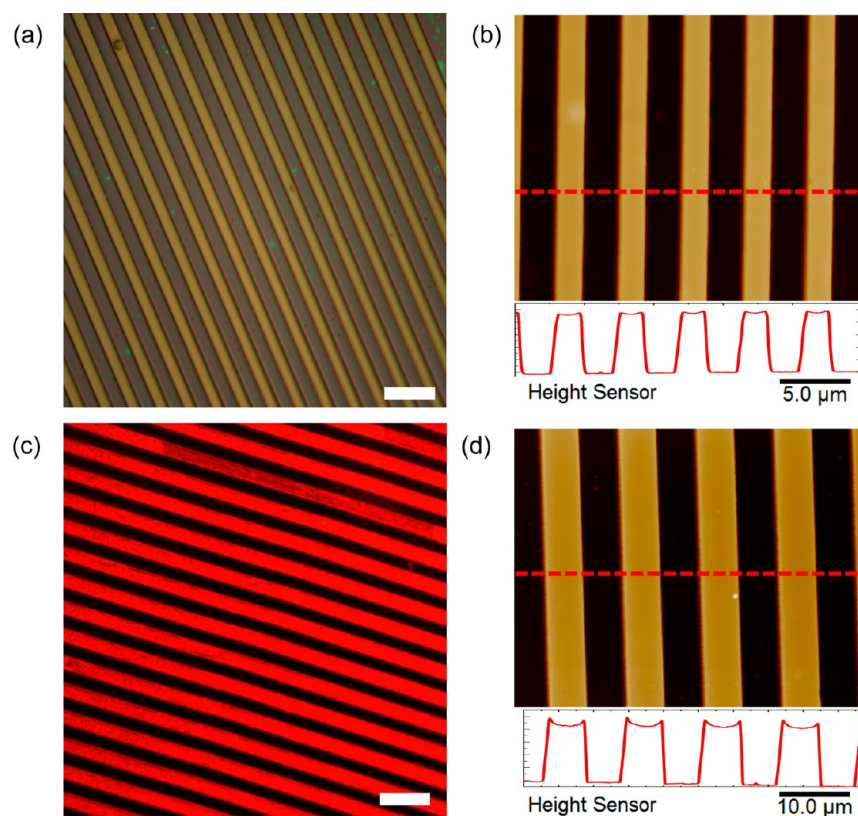 (a)
(b)
Height Sensor
5.0 μm
(c)
(d)
Height Sensor
10.0 μm